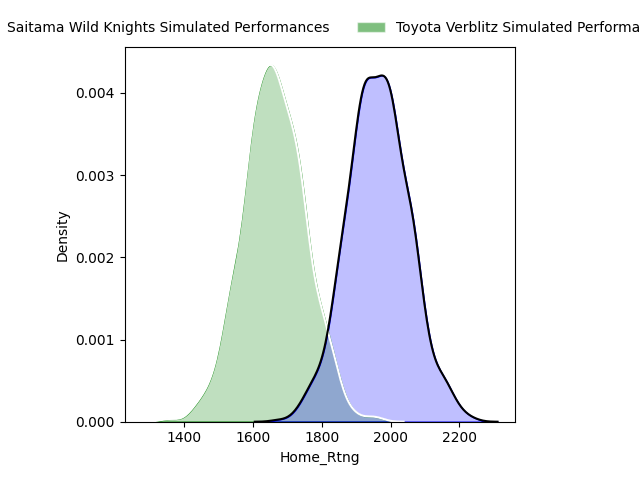 Saitama Wild Knights Simulated Performances Toyota Verblitz Simulated Performa
0.004
0.003
0.002
0.001
0.000
Density
1400 1600 1800 2000 2200
Home_Rtng